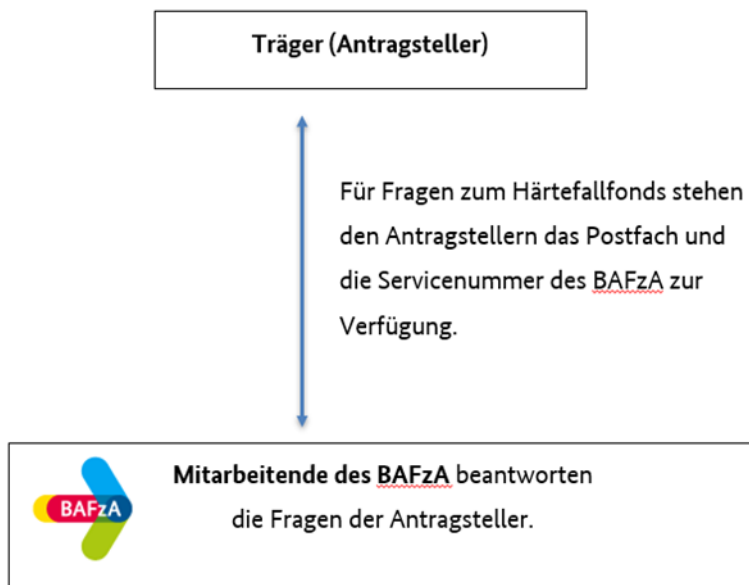 Träger (Antragsteller)
Für Fragen zum Härtefallfonds stehen
den Antragstellern das Postfach und
die Servicenummer des BAFzA zur
Verfügung.
Mitarbeitende des BAFzA beantworten
BAFzA
die Fragen der Antragsteller.